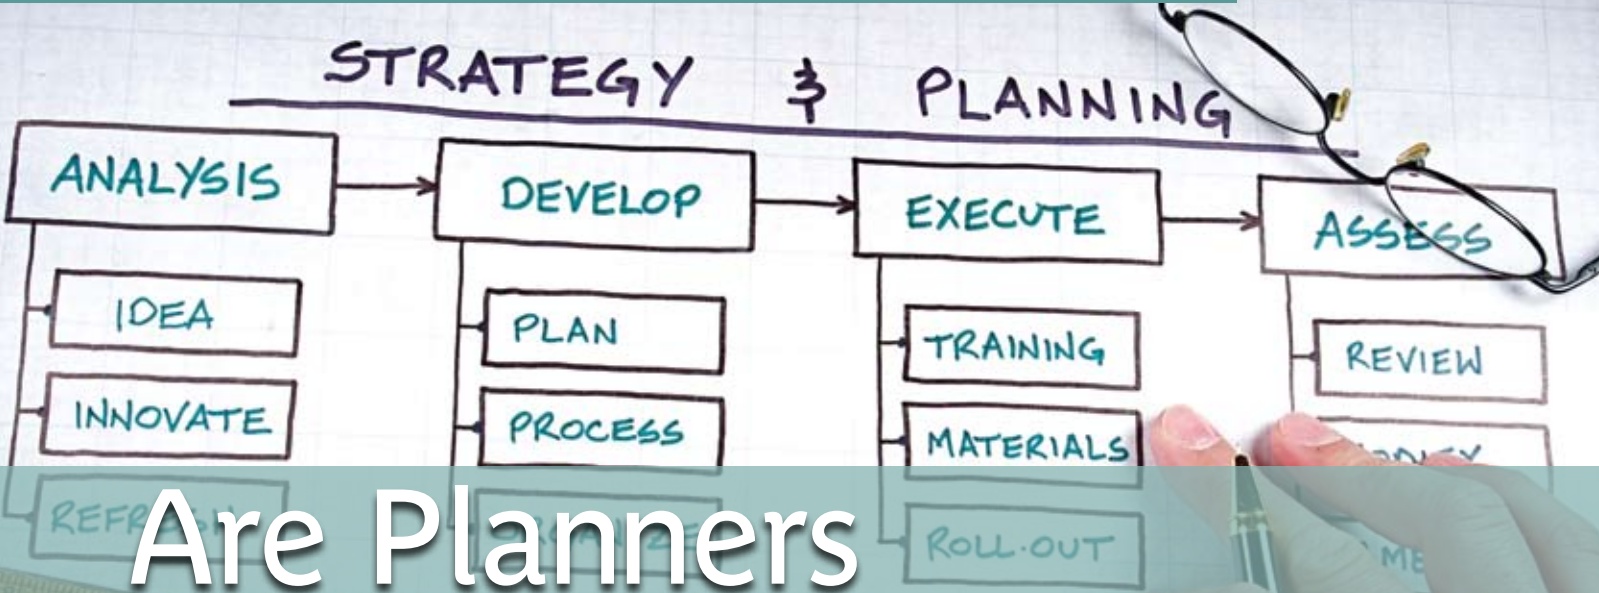 STRATEGY & PLANNING
ANALYSIS
DEVELOP
EXECUTE
ASSESS
IDEA
PLAN
TRAINING
REVIEW
INNOVATE
PROCESS
MATERIALS
ROLL-OUT
Are Planners